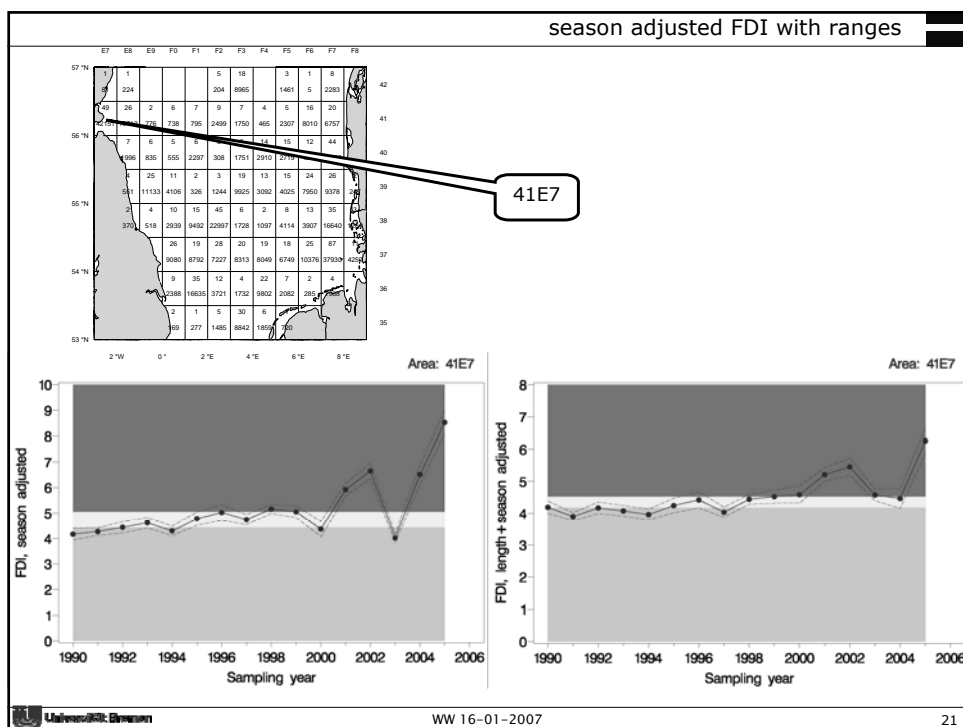 season adjusted FDI with ranges
E7 E8 E9 F0 F1 F2 F3 F4 F5 F6 F7 F8
57 °N
1 1 5 18 3 1 8
224 204 8965 1461 5 2283
42
49 26 2 6 7 9 7 4 5 16 20
776 738 795 2499 1750 465 2307 8010 6757
41
56 °N
7 6 5 6 14 15 12 44
1996 835 555 2297 308 1751 2910 2719
40
4 25 11 2 3 19 13 15 24 26
551 11133 4106 326 1244 9925 3092 4025 7950 9378
39
41E7
55 °N
2 4 10 15 45 6 2 8 13 35
370 518 2939 9492 22997 1728 1097 4114 3907 16640
38
26 19 28 20 19 18 25 87
9080 8792 7227 8313 8049 6749 10376 37930
37
54 °N
9 35 12 4 22 7 2 4
2388 16635 3721 1732 9802 2082 285
36
2 1 5 30 6
169 277 1485 8842 1859 720
35
53 °N
2 °W 0 ° 2 °E 4 °E 6 °E 8 °E
Area: 41E7
FDI, season adjusted
10
9
8
7
6
5
4
3
2
1
0
1990 1992 1994 1996 1998 2000 2002 2004 2006
Sampling year
Area: 41E7
FDI, length+season adjusted
8
7
6
5
4
3
2
1
0
1990 1992 1994 1996 1998 2000 2002 2004 2006
Sampling year
Universität Bremen
WW 16-01-2007
21